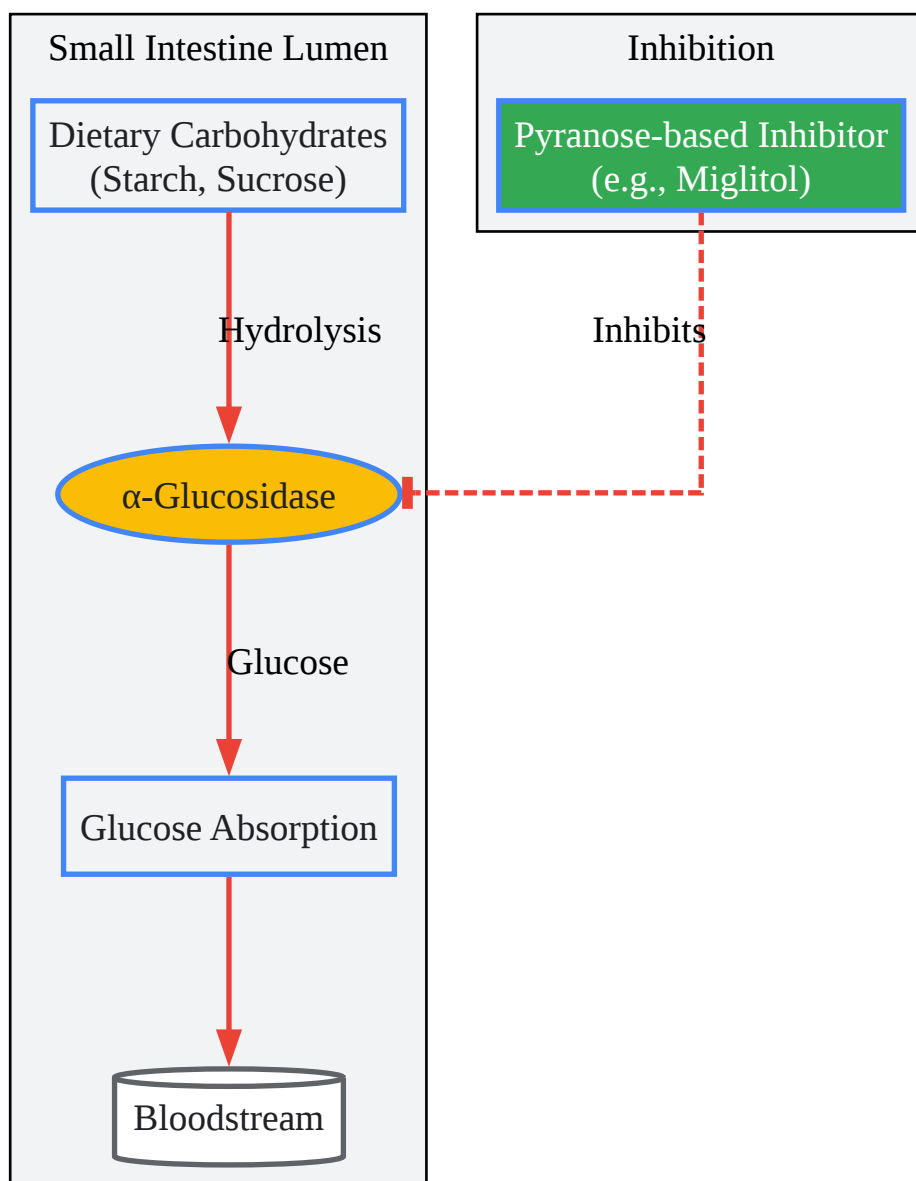 Small Intestine Lumen
Dietary Carbohydrates
(Starch, Sucrose)
Hydrolysis
α-Glucosidase
Glucose
Glucose Absorption
Bloodstream
Inhibition
Pyranose-based Inhibitor
(e.g., Miglitol)
Inhibits